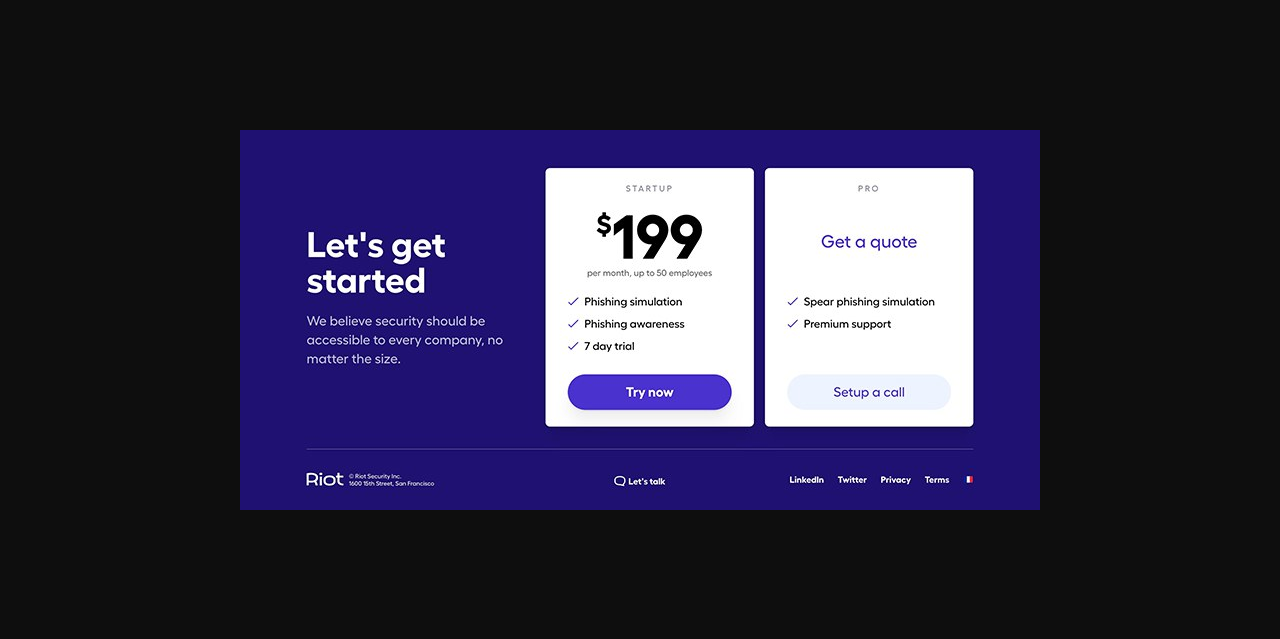 Let's get
started
We believe security should be
accessible to every company, no
matter the size.
STARTUP
$199
per month, up to 50 employees
Phishing simulation
Phishing awareness
7 day trial
Try now
PRO
Get a quote
Spear phishing simulation
Premium support
Setup a call
Riot
© Riot Security Inc.
1600 15th Street, San Francisco
Let's talk
LinkedIn Twitter Privacy Terms